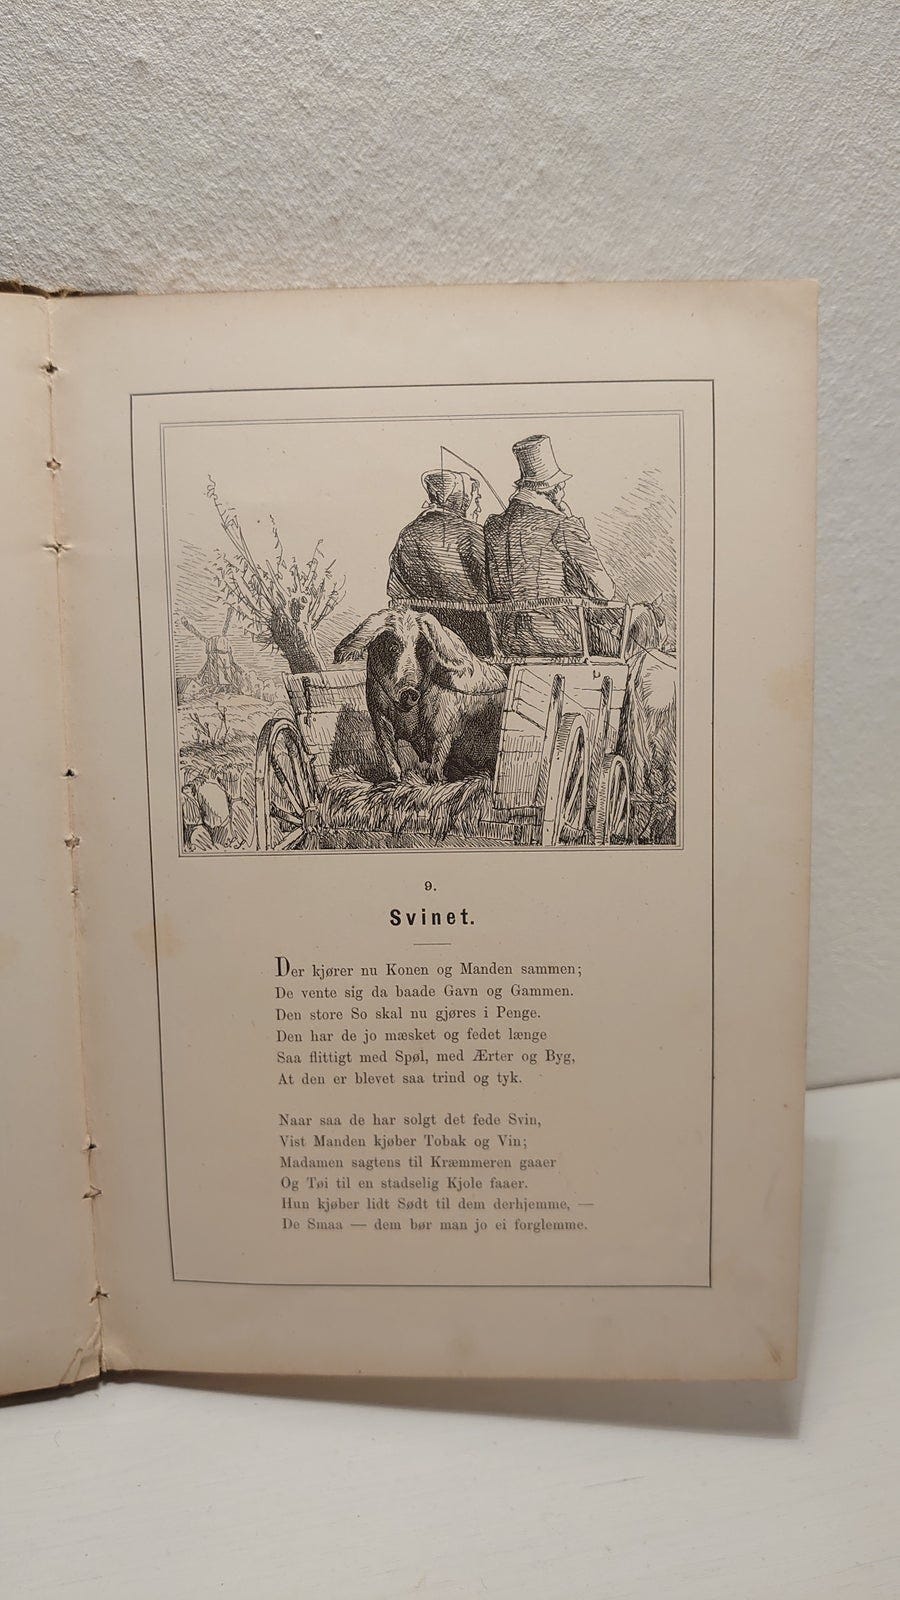 9.
Svinet.
Der kjører nu Konen og Manden sammen;
De vente sig da baade Gavn og Gammen.
Den store So skal nu gjøres i Penge.
Den har de jo mæsket og fedet længe
Saa flittigt med Spøl, med Ærter og Byg,
At den er blevet saa trind og tyk.
Naar saa de har solgt det fede Svin,
Vist Manden kjøber Tobak og Vin;
Madamen sagtens til Kræmmeren gaaer
Og Tøi til en stadselig Kjole faaer.
Hun kjøber lidt Sødt til dem derhjemme, —
De Smaa — dem bør man jo ei forglemme.